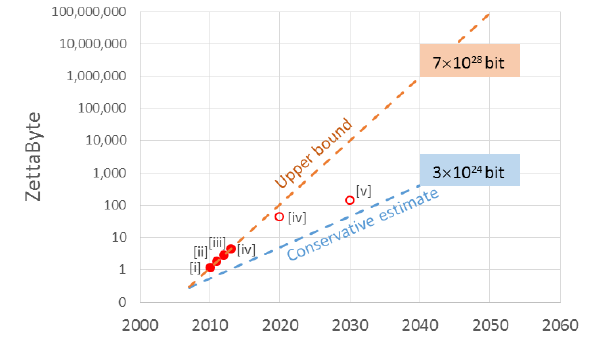 100,000,000
10,000,000
1,000,000
100,000
10,000
1,000
100
10
1
0
ZettaByte
2000 2010 2020 2030 2040 2050 2060
Upper bound
Conservative estimate
7×10²⁸ bit
3×10²⁴ bit
[i]
[ii]
[iii]
[iv]
[iv]
[v]